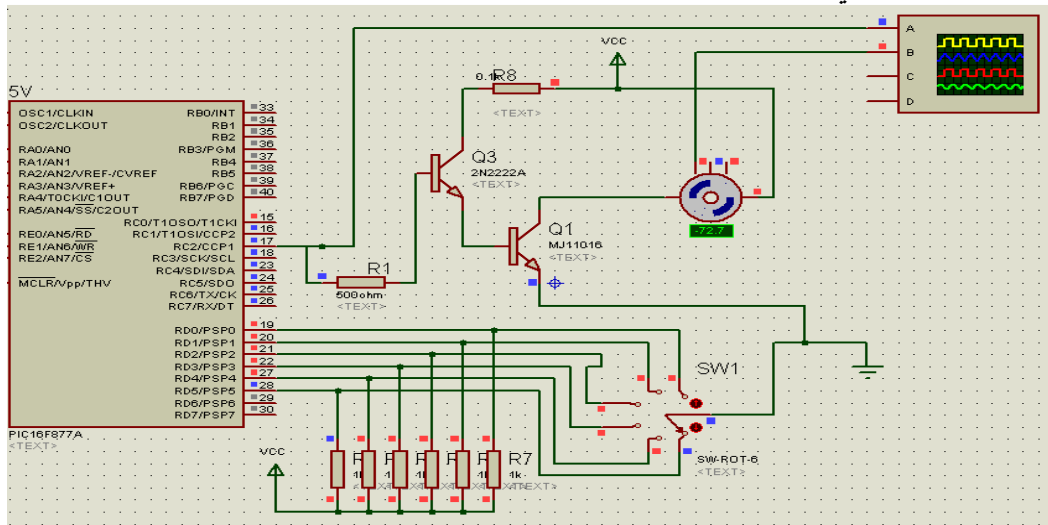 A
B
C
D
VCC
R8
0.1k
<TEXT>
5V
OSC1/CLKIN
OSC2/CLKOUT
RA0/AN0
RA1/AN1
RA2/AN2/VREF-/CVREF
RA3/AN3/VREF+
RA4/T0CKI/C1OUT
RA5/AN4/SS/C2OUT
RE0/AN5/RD
RE1/AN6/WR
RE2/AN7/CS
MCLR/Vpp/THV
RB0/INT 33
RB1 34
RB2 35
RB3/PGM 36
RB4 37
RB5 38
RB6/PGC 39
RB7/PGD 40
RC0/T1OSO/T1CKI 15
RC1/T1OSI/CCP2 16
RC2/CCP1 17
RC3/SCK/SCL 18
RC4/SDI/SDA 23
RC5/SDO 24
RC6/TX/CK 25
RC7/RX/DT 26
RD0/PSP0 19
RD1/PSP1 20
RD2/PSP2 21
RD3/PSP3 22
RD4/PSP4 27
RD5/PSP5 28
RD6/PSP6 29
RD7/PSP7 30
PIC16F877A
<TEXT>
Q3
2N2222A
<TEXT>
Q1
MJ11016
<TEXT>
-72.7
R1
500ohm
<TEXT>
SW1
SW-ROT-6
<TEXT>
VCC
R7
1k